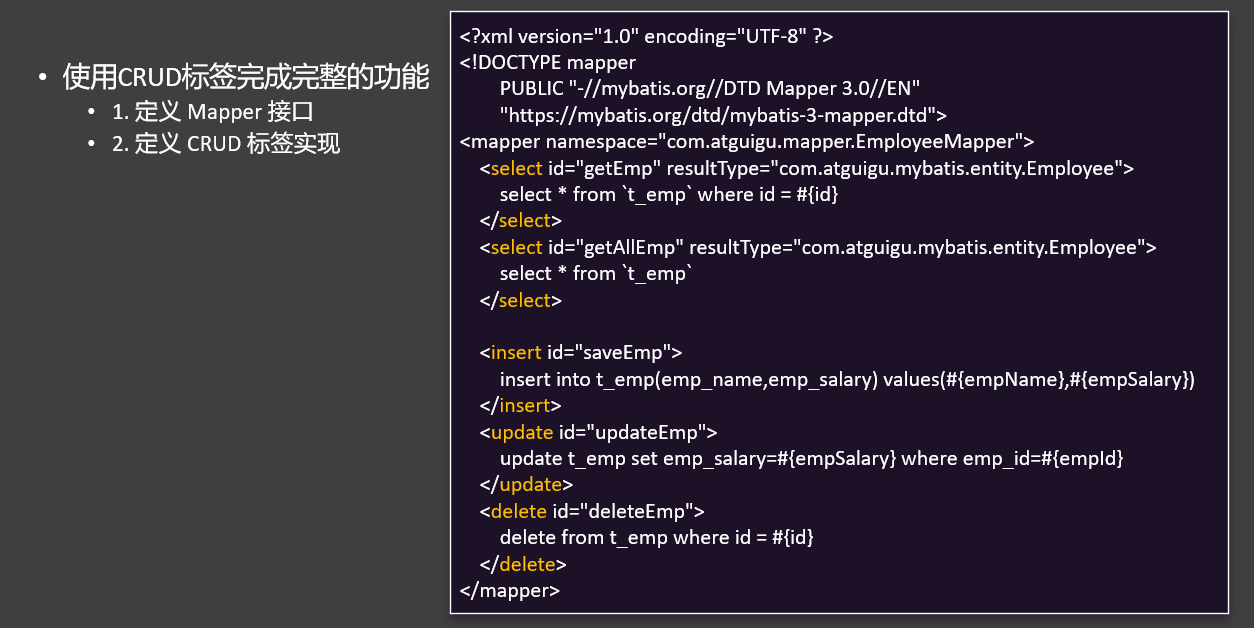 • 使用CRUD标签完成完整的功能
• 1. 定义 Mapper 接口
• 2. 定义 CRUD 标签实现
<?xml version="1.0" encoding="UTF-8" ?>
<!DOCTYPE mapper
PUBLIC "-//mybatis.org//DTD Mapper 3.0//EN"
"https://mybatis.org/dtd/mybatis-3-mapper.dtd">
<mapper namespace="com.atguigu.mapper.EmployeeMapper">
<select id="getEmp" resultType="com.atguigu.mybatis.entity.Employee">
select * from `t_emp` where id = #{id}
</select>
<select id="getAllEmp" resultType="com.atguigu.mybatis.entity.Employee">
select * from `t_emp`
</select>
<insert id="saveEmp">
insert into t_emp(emp_name,emp_salary) values(#{empName},#{empSalary})
</insert>
<update id="updateEmp">
update t_emp set emp_salary=#{empSalary} where emp_id=#{empId}
</update>
<delete id="deleteEmp">
delete from t_emp where id = #{id}
</delete>
</mapper>